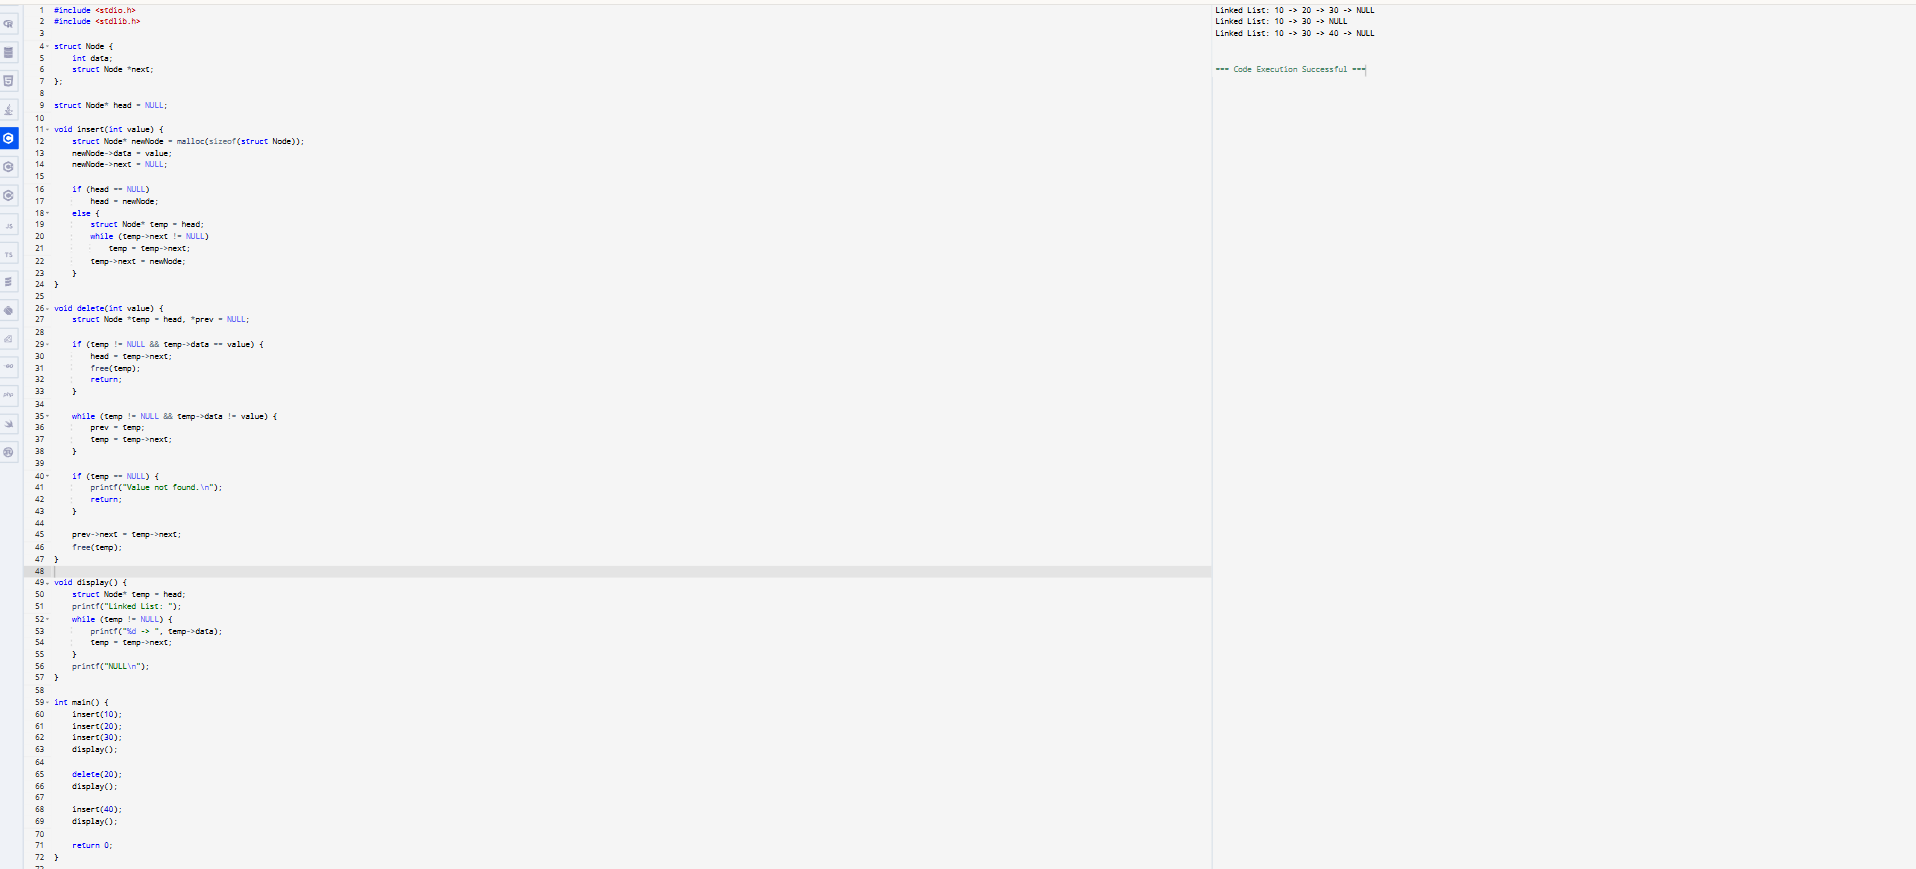 JS
TS
GO
php
1 #include <stdio.h>
2 #include <stdlib.h>
3
4 struct Node {
5     int data;
6     struct Node *next;
7 };
8
9 struct Node* head = NULL;
10
11 void insert(int value) {
12     struct Node* newNode = malloc(sizeof(struct Node));
13     newNode->data = value;
14     newNode->next = NULL;
15
16     if (head == NULL)
17         head = newNode;
18     else {
19         struct Node* temp = head;
20         while (temp->next != NULL)
21             temp = temp->next;
22         temp->next = newNode;
23     }
24 }
25
26 void delete(int value) {
27     struct Node *temp = head, *prev = NULL;
28
29     if (temp != NULL && temp->data == value) {
30         head = temp->next;
31         free(temp);
32         return;
33     }
34
35     while (temp != NULL && temp->data != value) {
36         prev = temp;
37         temp = temp->next;
38     }
39
40     if (temp == NULL) {
41         printf("Value not found.\n");
42         return;
43     }
44
45     prev->next = temp->next;
46     free(temp);
47 }
48
49 void display() {
50     struct Node* temp = head;
51     printf("Linked List: ");
52     while (temp != NULL) {
53         printf("%d -> ", temp->data);
54         temp = temp->next;
55     }
56     printf("NULL\n");
57 }
58
59 int main() {
60     insert(10);
61     insert(20);
62     insert(30);
63     display();
64
65     delete(20);
66     display();
67
68     insert(40);
69     display();
70
71     return 0;
72 }
Linked List: 10 -> 20 -> 30 -> NULL
Linked List: 10 -> 30 -> NULL
Linked List: 10 -> 30 -> 40 -> NULL
=== Code Execution Successful ===